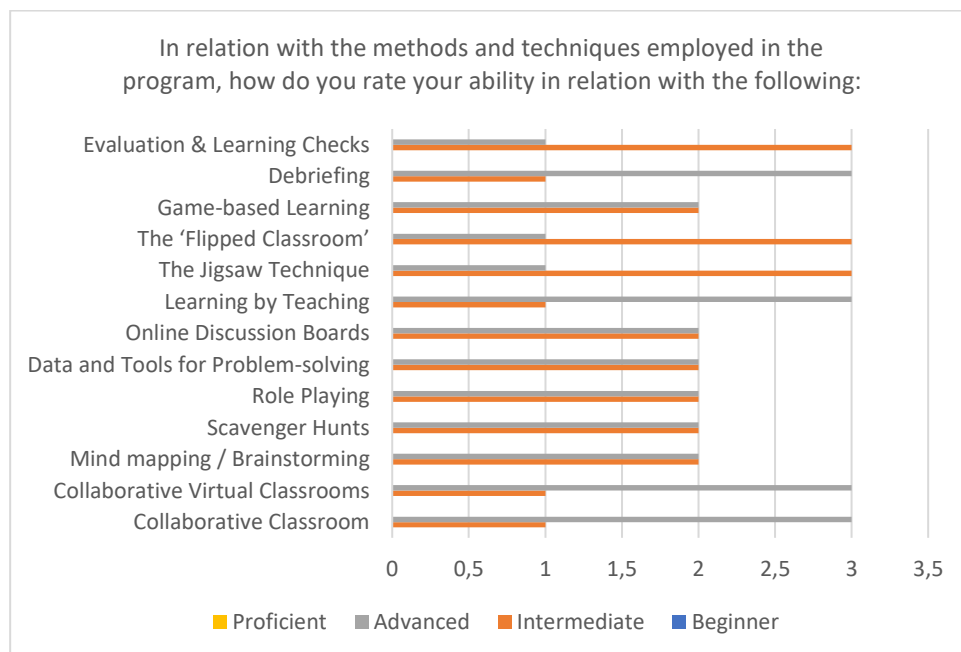 In relation with the methods and techniques employed in the
program, how do you rate your ability in relation with the following:
Evaluation & Learning Checks
Debriefing
Game-based Learning
The ‘Flipped Classroom’
The Jigsaw Technique
Learning by Teaching
Online Discussion Boards
Data and Tools for Problem-solving
Role Playing
Scavenger Hunts
Mind mapping / Brainstorming
Collaborative Virtual Classrooms
Collaborative Classroom
0 0,5 1 1,5 2 2,5 3 3,5
Proficient Advanced Intermediate Beginner